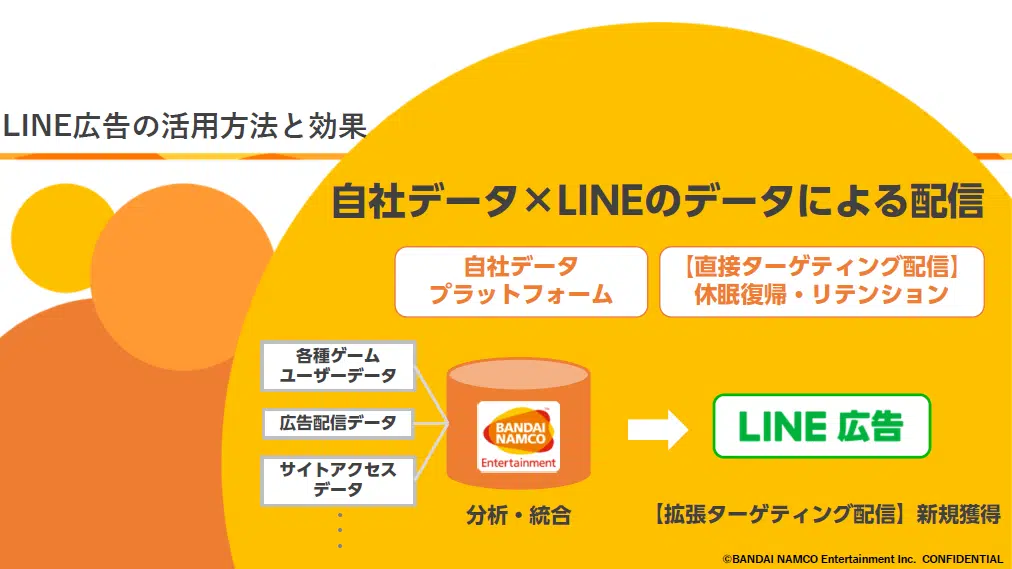 LINE広告の活用方法と効果
自社データ×LINEのデータによる配信
自社データ
プラットフォーム
【直接ターゲティング配信】
休眠復帰・リテンション
各種ゲーム
ユーザーデータ
広告配信データ
サイトアクセス
データ
BANDAI
NAMCO
Entertainment
分析・統合
LINE 広告
【拡張ターゲティング配信】新規獲得
©BANDAI NAMCO Entertainment Inc. CONFIDENTIAL